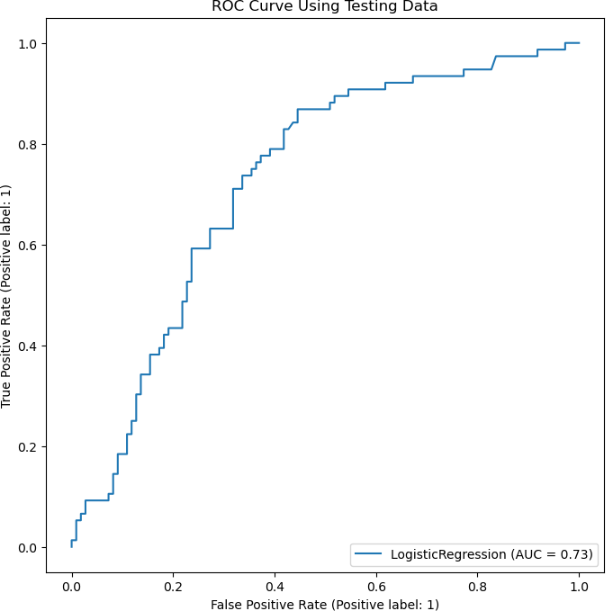 ROC Curve Using Testing Data
True Positive Rate (Positive label: 1)
1.0
0.8
0.6
0.4
0.2
0.0
LogisticRegression (AUC = 0.73)
0.0 0.2 0.4 0.6 0.8 1.0
False Positive Rate (Positive label: 1)